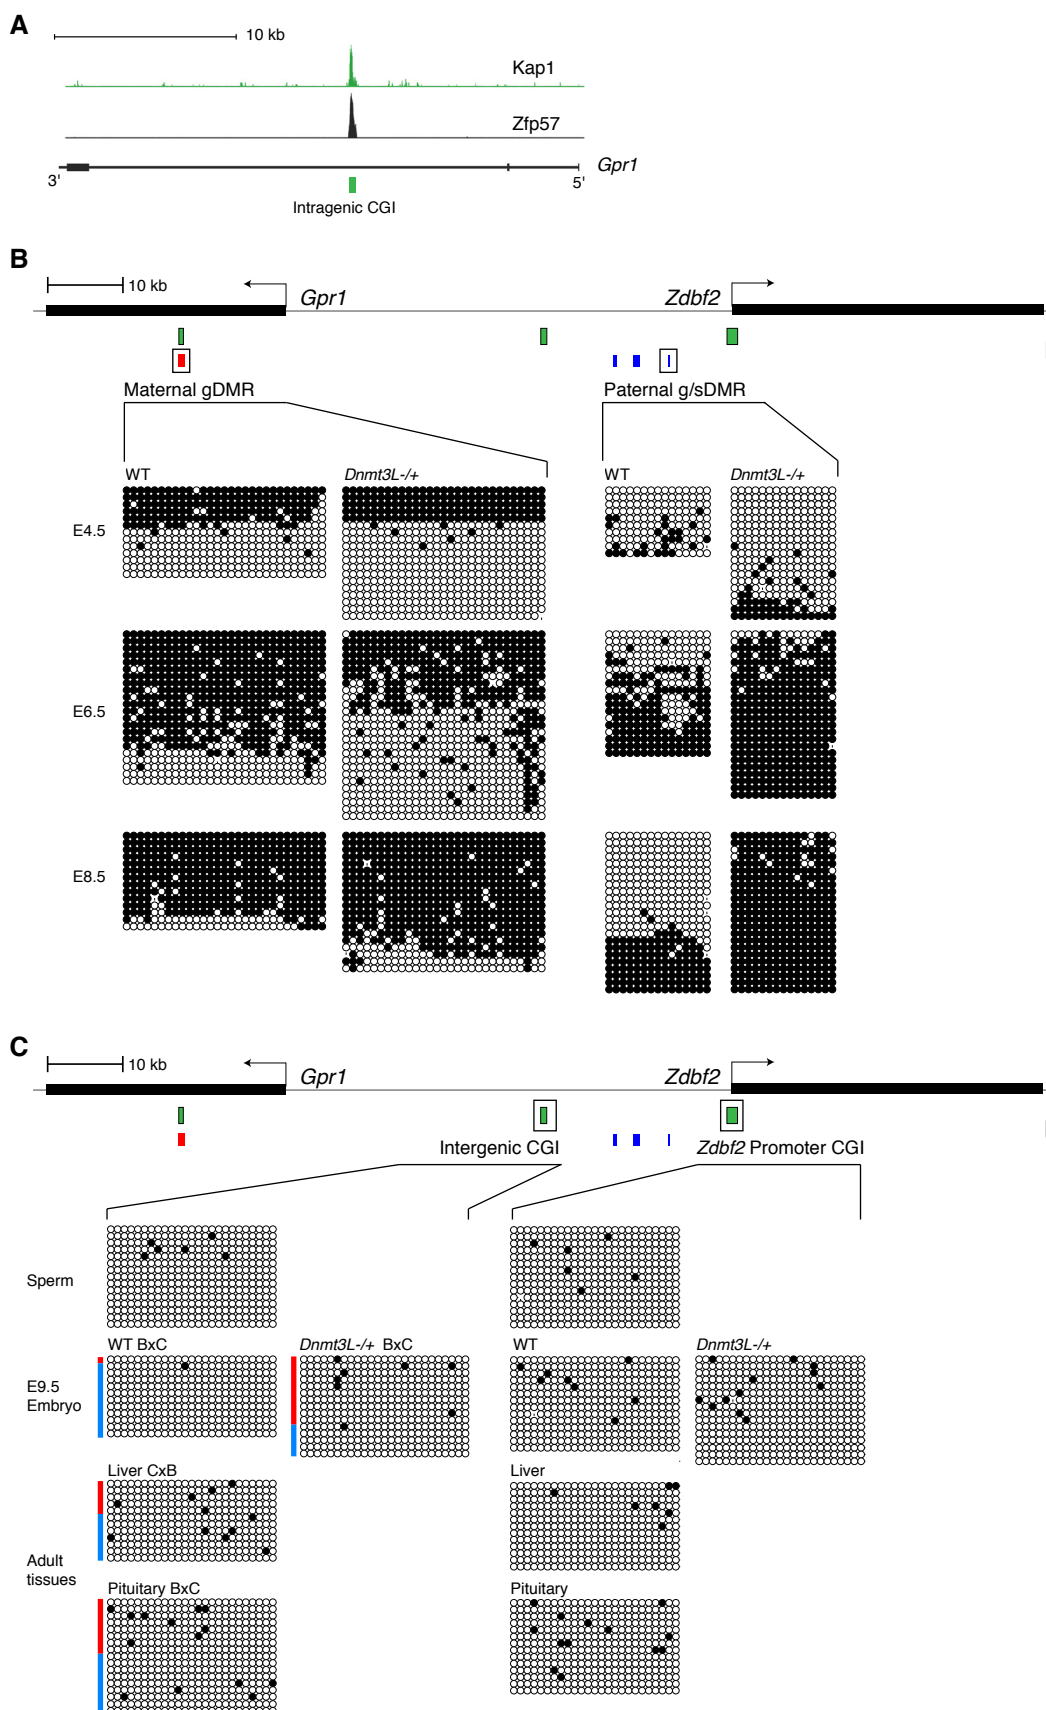 A
10 kb
Kap1
Zfp57
Gpr1
3'
5'
Intragenic CGI
B
10 kb
Gpr1
Zdbf2
Maternal gDMR
Paternal g/sDMR
WT
Dnmt3L-/+
WT
Dnmt3L-/+
E4.5
E6.5
E8.5
C
10 kb
Gpr1
Zdbf2
Intergenic CGI
Zdbf2 Promoter CGI
Sperm
WT BxC
Dnmt3L-/+ BxC
WT
Dnmt3L-/+
E9.5
Embryo
Liver CxB
Liver
Adult
tissues
Pituitary BxC
Pituitary